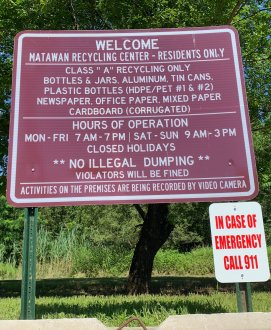 WELCOME
MATAWAN RECYCLING CENTER - RESIDENTS ONLY
CLASS "A" RECYCLING ONLY
BOTTLES & JARS, ALUMINUM, TIN CANS,
PLASTIC BOTTLES (HDPE/PET #1 & #2)
NEWSPAPER, OFFICE PAPER, MIXED PAPER
CARDBOARD (CORRUGATED)
HOURS OF OPERATION
MON - FRI 7 AM - 7 PM | SAT - SUN 9 AM - 3 PM
CLOSED HOLIDAYS
** NO ILLEGAL DUMPING **
VIOLATORS WILL BE FINED
ACTIVITIES ON THE PREMISES ARE BEING RECORDED BY VIDEO CAMERA
IN CASE OF
EMERGENCY
CALL 911